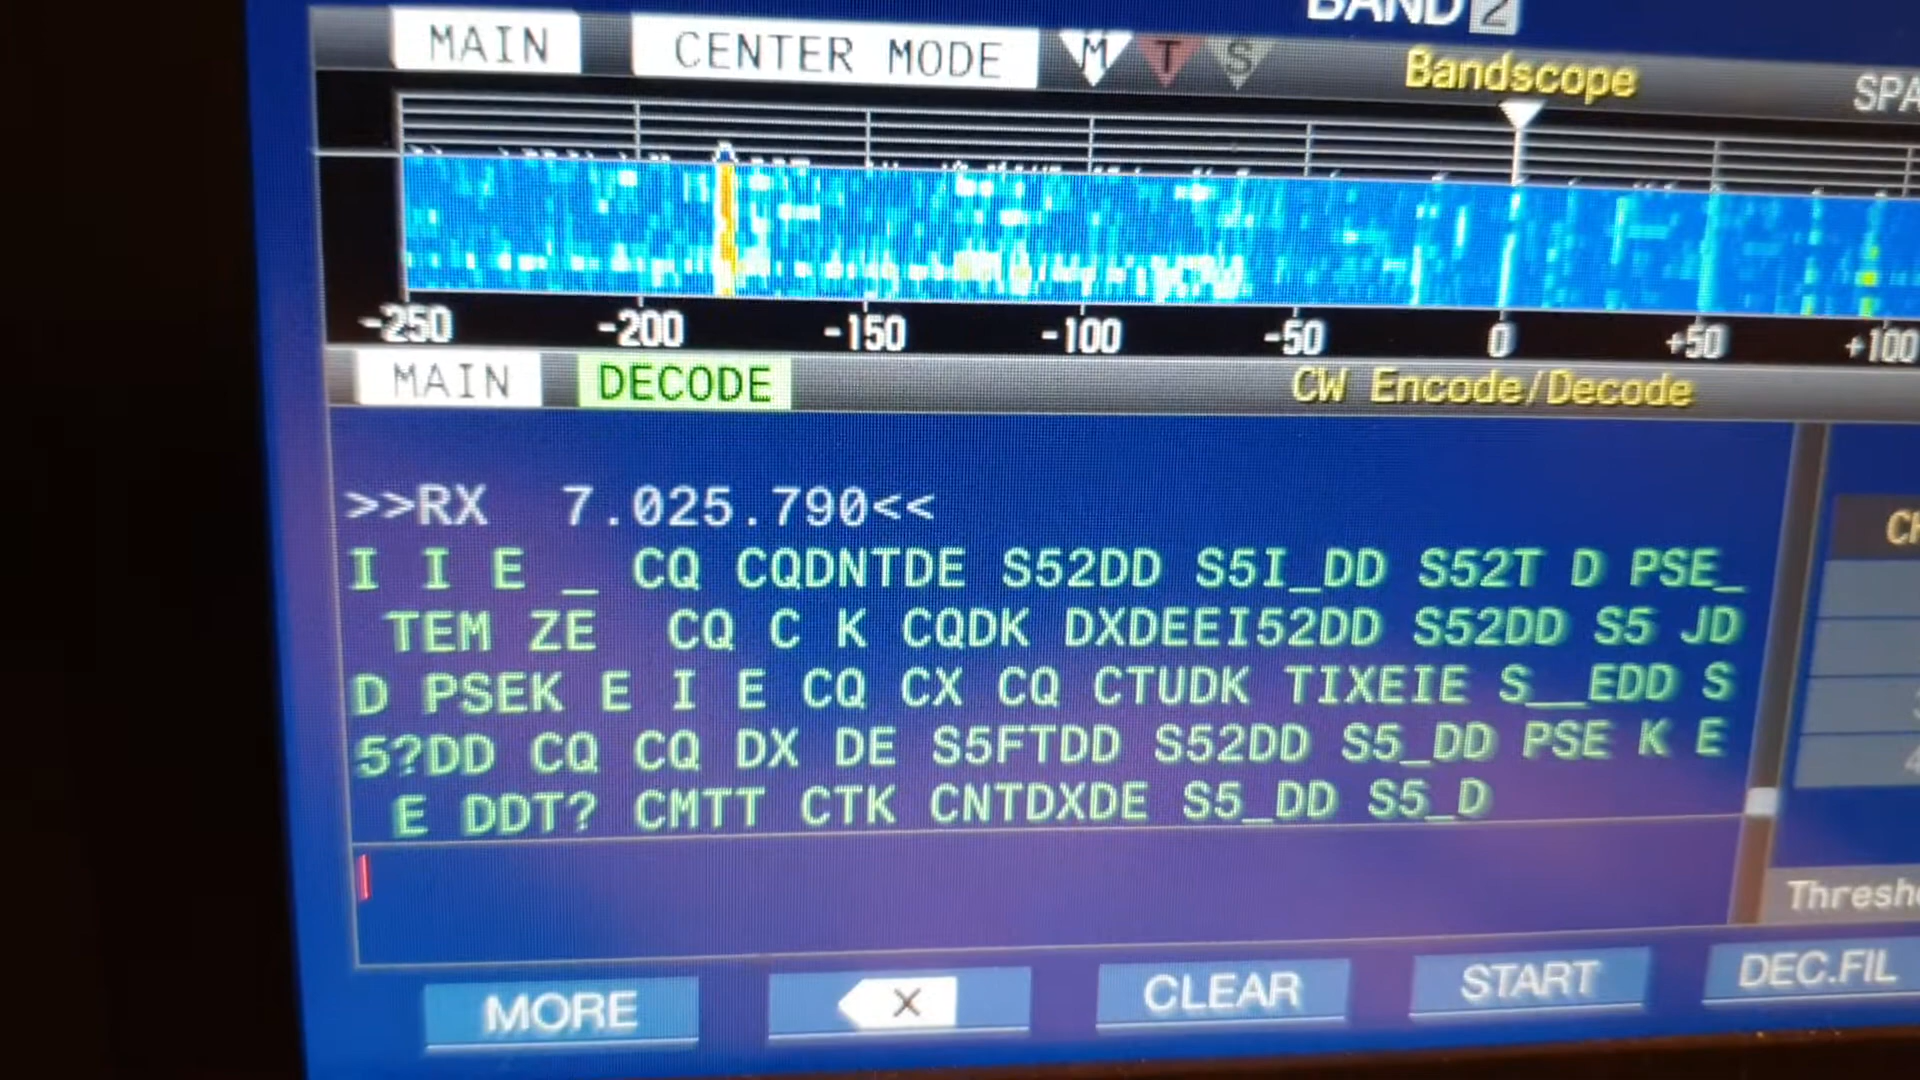 BAND 2
MAIN CENTER MODE M T S Bandscope
-250 -200 -150 -100 -50 0 +50 +100
MAIN DECODE CW Encode/Decode
>>RX 7.025.790<<
I I E _ CQ CQDNTDE S52DD S5I_DD S52T D PSE_
TEM ZE CQ C K CQDK DXDEEI52DD S52DD S5 JD
D PSEK E I E CQ CX CQ CTUDK TIXEIE S__EDD S
5?DD CQ CQ DX DE S5FTDD S52DD S5_DD PSE K E
E DDT? CMTT CTK CNTDXDE S5_DD S5_D
MORE X CLEAR START DEC.FIL